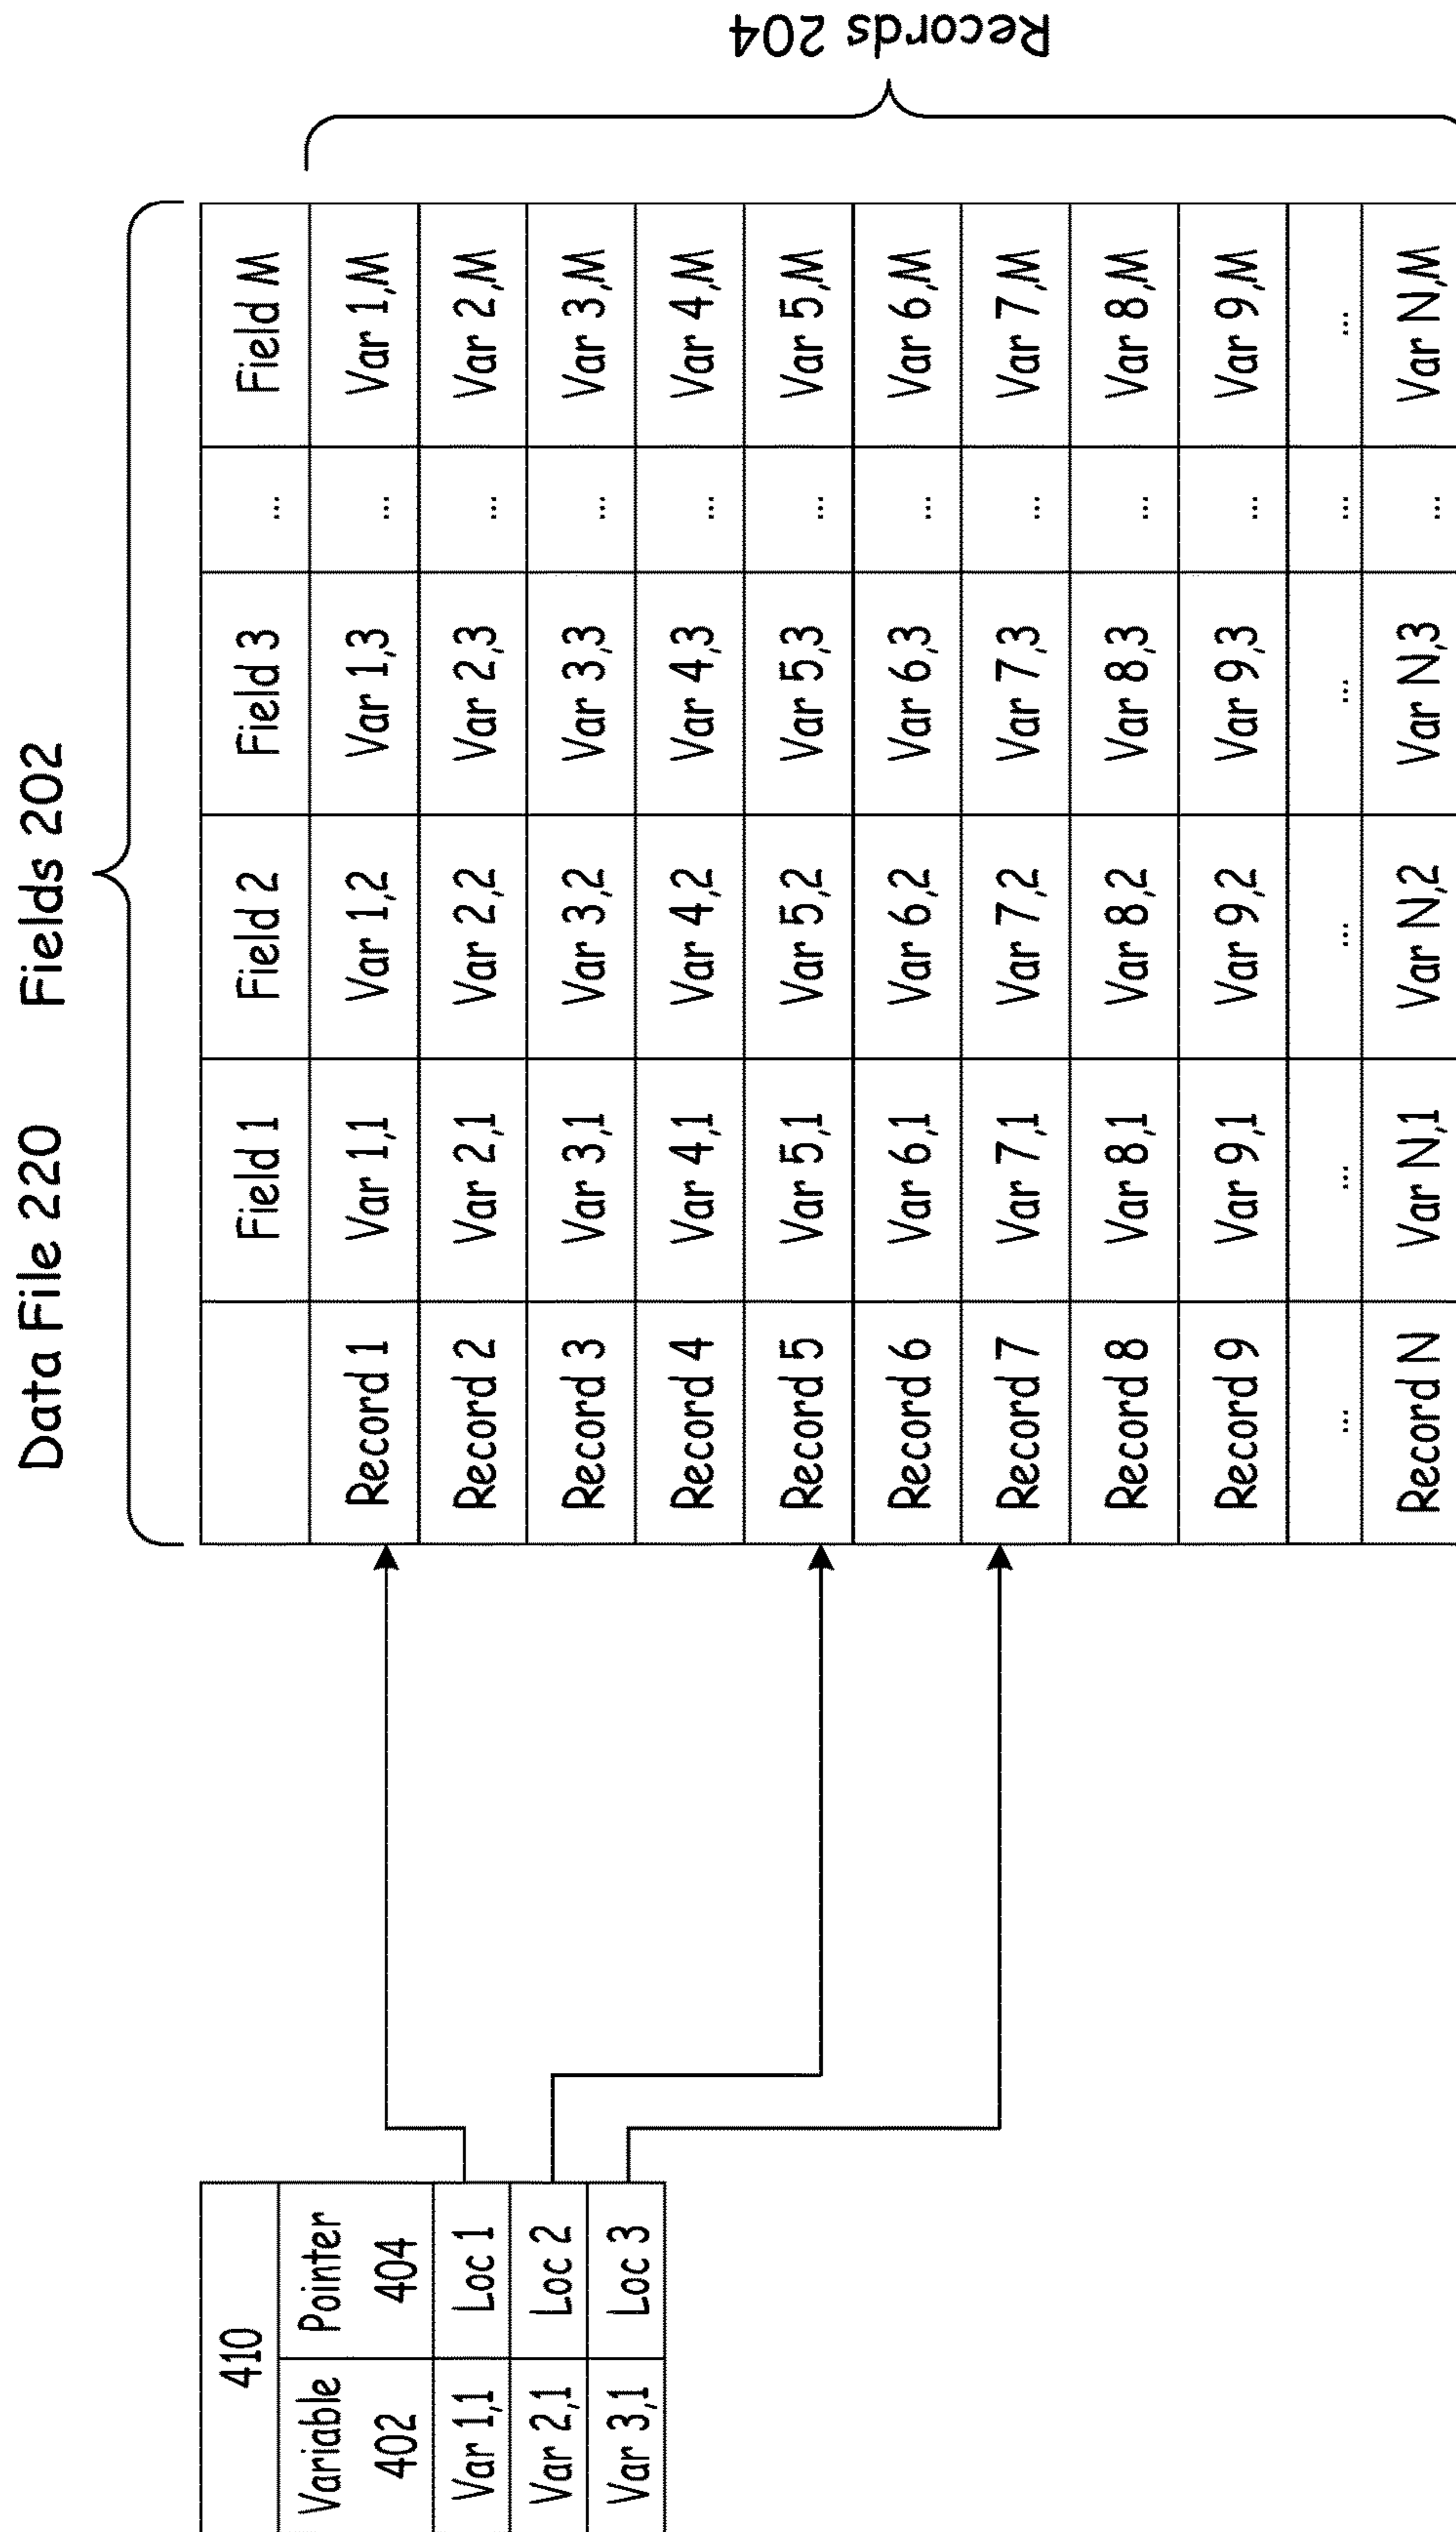 Data File 220 Fields 202
Records 204
Field 1 Field 2 Field 3 ... Field M
Record 1 Var 1,1 Var 1,2 Var 1,3 ... Var 1,M
Record 2 Var 2,1 Var 2,2 Var 2,3 ... Var 2,M
Record 3 Var 3,1 Var 3,2 Var 3,3 ... Var 3,M
Record 4 Var 4,1 Var 4,2 Var 4,3 ... Var 4,M
Record 5 Var 5,1 Var 5,2 Var 5,3 ... Var 5,M
Record 6 Var 6,1 Var 6,2 Var 6,3 ... Var 6,M
Record 7 Var 7,1 Var 7,2 Var 7,3 ... Var 7,M
Record 8 Var 8,1 Var 8,2 Var 8,3 ... Var 8,M
Record 9 Var 9,1 Var 9,2 Var 9,3 ... Var 9,M
... ... ... ... ... ...
Record N Var N,1 Var N,2 Var N,3 ... Var N,M
410
Variable Pointer
402 404
Var 1,1 Loc 1
Var 2,1 Loc 2
Var 3,1 Loc 3